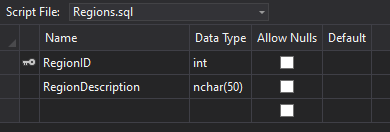 Script File: Regions.sql
Name Data Type Allow Nulls Default
RegionID int
RegionDescription nchar(50)